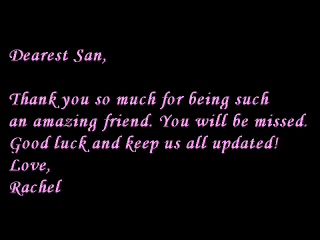 Dearest San,
Thank you so much for being such
an amazing friend. You will be missed.
Good luck and keep us all updated!
Love,
Rachel